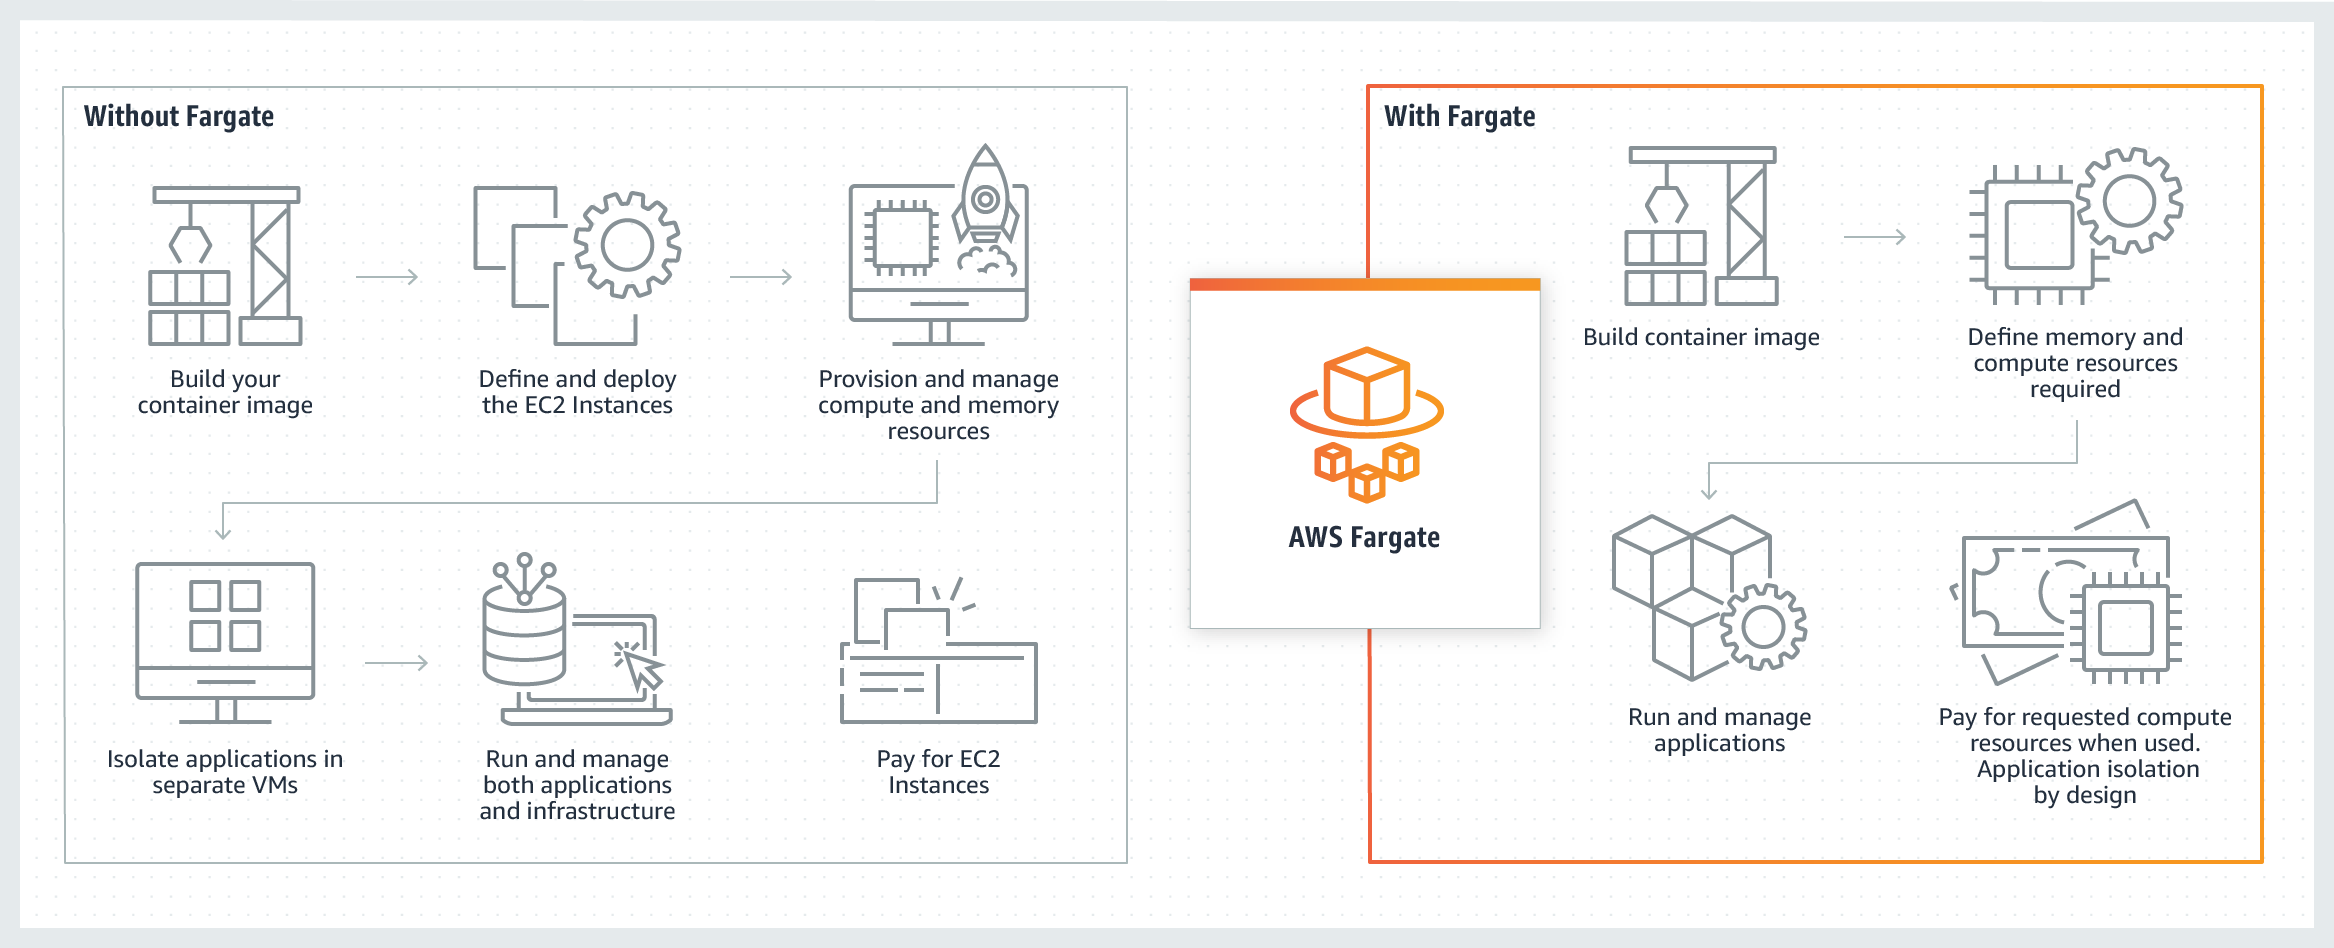 Without Fargate
Build your
container image
Define and deploy
the EC2 Instances
Provision and manage
compute and memory
resources
Isolate applications in
separate VMs
Run and manage
both applications
and infrastructure
Pay for EC2
Instances
AWS Fargate
With Fargate
Build container image
Define memory and
compute resources
required
Run and manage
applications
Pay for requested compute
resources when used.
Application isolation
by design